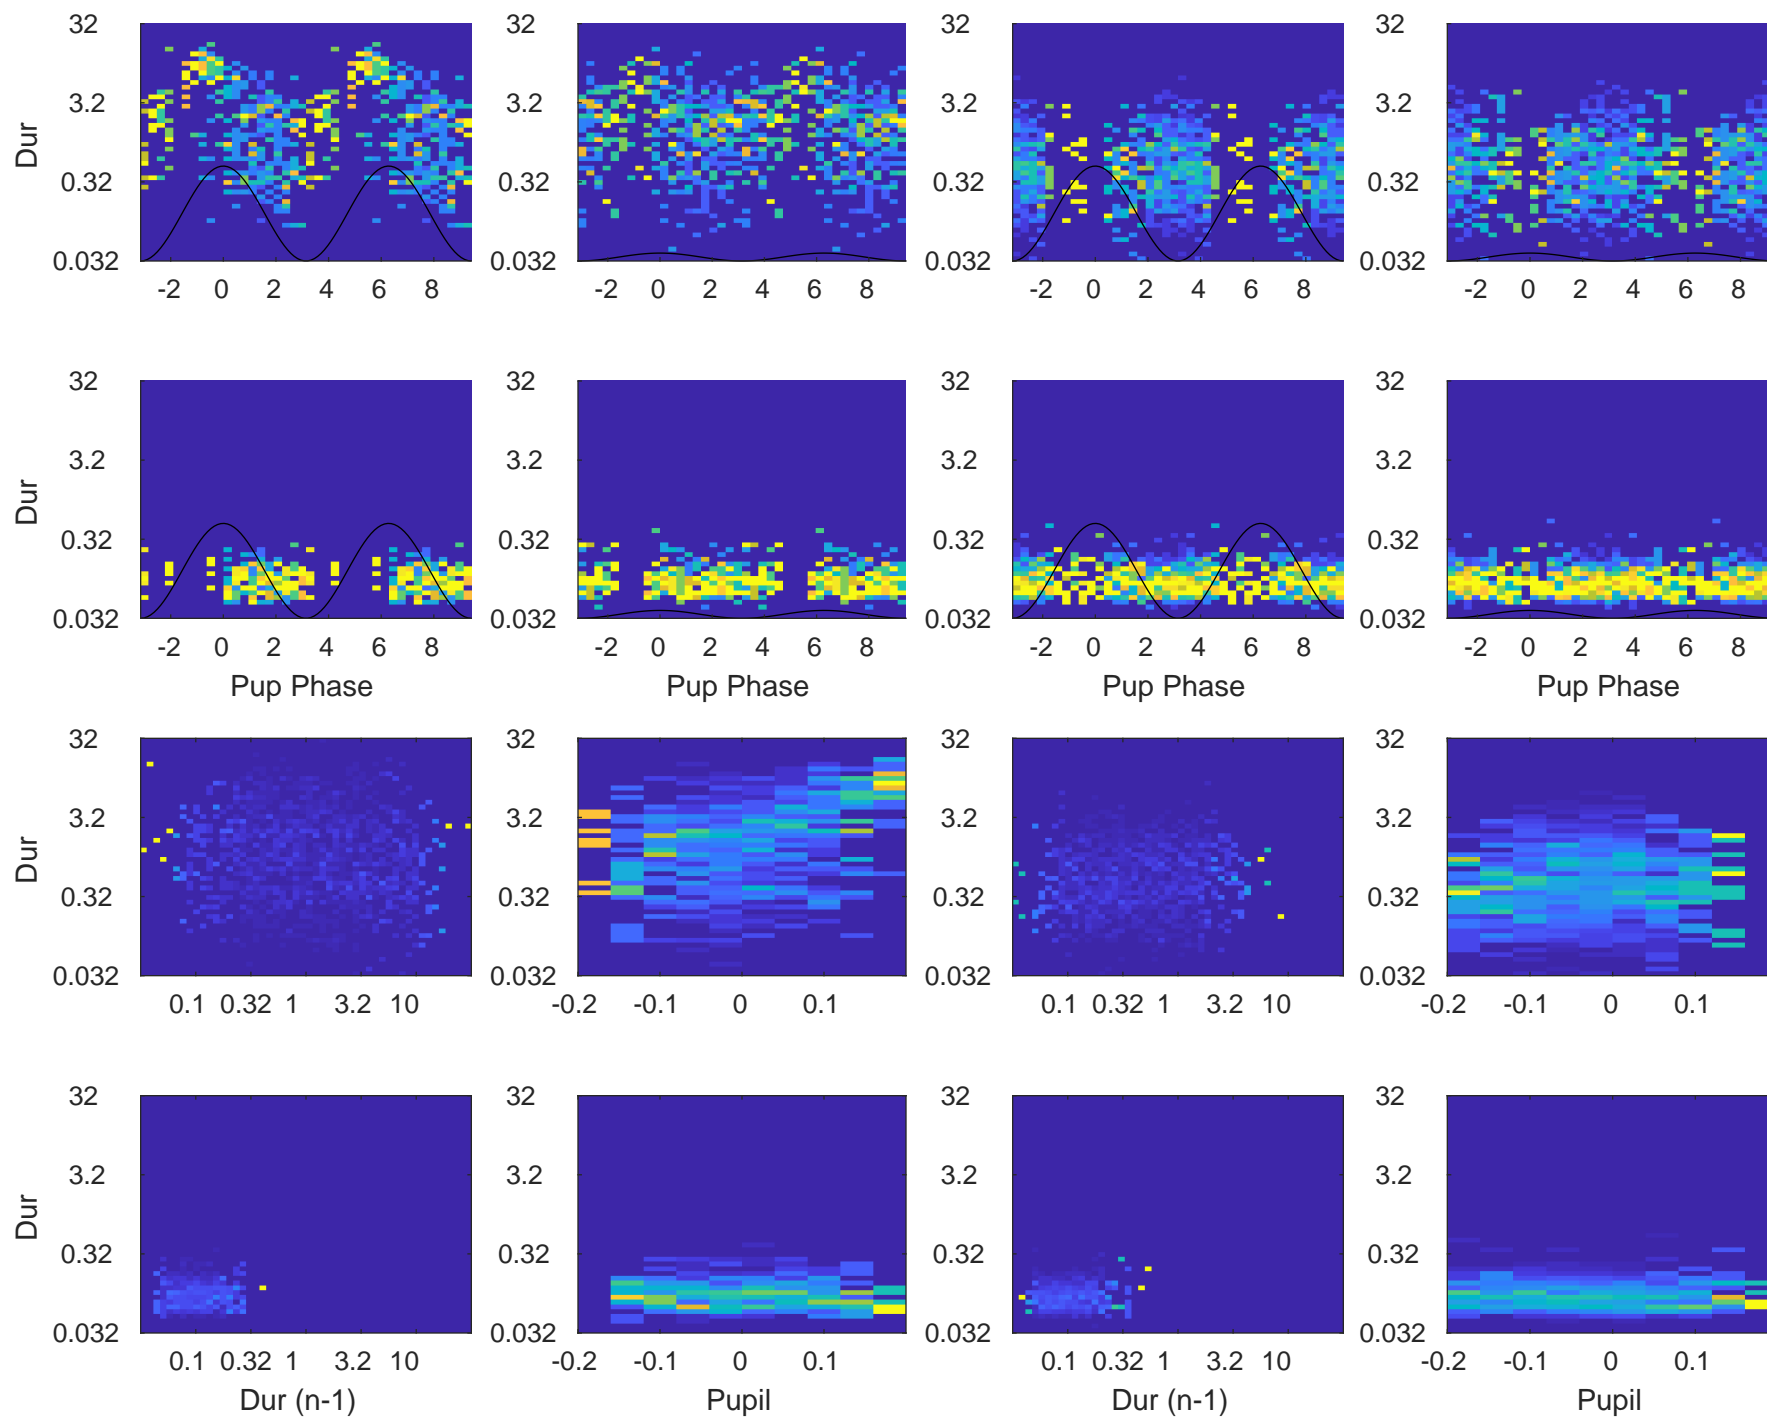 32 32 32 32
3.2 3.2 3.2 3.2
Dur
0.32 0.32 0.32 0.32
0.032 0.032 0.032 0.032
-2 0 2 4 6 8 -2 0 2 4 6 8 -2 0 2 4 6 8 -2 0 2 4 6 8
32 32 32 32
3.2 3.2 3.2 3.2
Dur
0.32 0.32 0.32 0.32
0.032 0.032 0.032 0.032
-2 0 2 4 6 8 -2 0 2 4 6 8 -2 0 2 4 6 8 -2 0 2 4 6 8
Pup Phase Pup Phase Pup Phase Pup Phase
32 32 32 32
3.2 3.2 3.2 3.2
Dur
0.32 0.32 0.32 0.32
0.032 0.032 0.032 0.032
0.1 0.32 1 3.2 10 -0.2 -0.1 0 0.1 0.1 0.32 1 3.2 10 -0.2 -0.1 0 0.1
32 32 32 32
3.2 3.2 3.2 3.2
Dur
0.32 0.32 0.32 0.32
0.032 0.032 0.032 0.032
0.1 0.32 1 3.2 10 -0.2 -0.1 0 0.1 0.1 0.32 1 3.2 10 -0.2 -0.1 0 0.1
Dur (n-1) Pupil Dur (n-1) Pupil